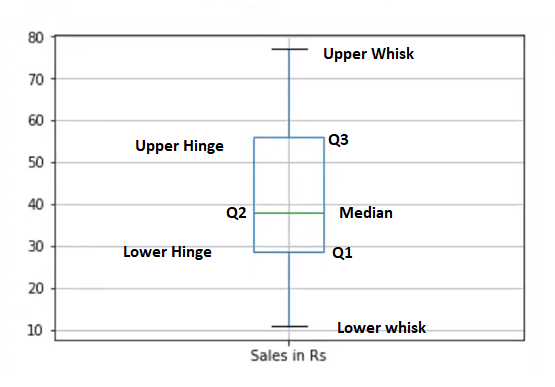 80
Upper Whisk
70
60
Upper Hinge
Q3
50
40
Q2
Median
30
Lower Hinge
Q1
20
10
Lower whisk
Sales in Rs